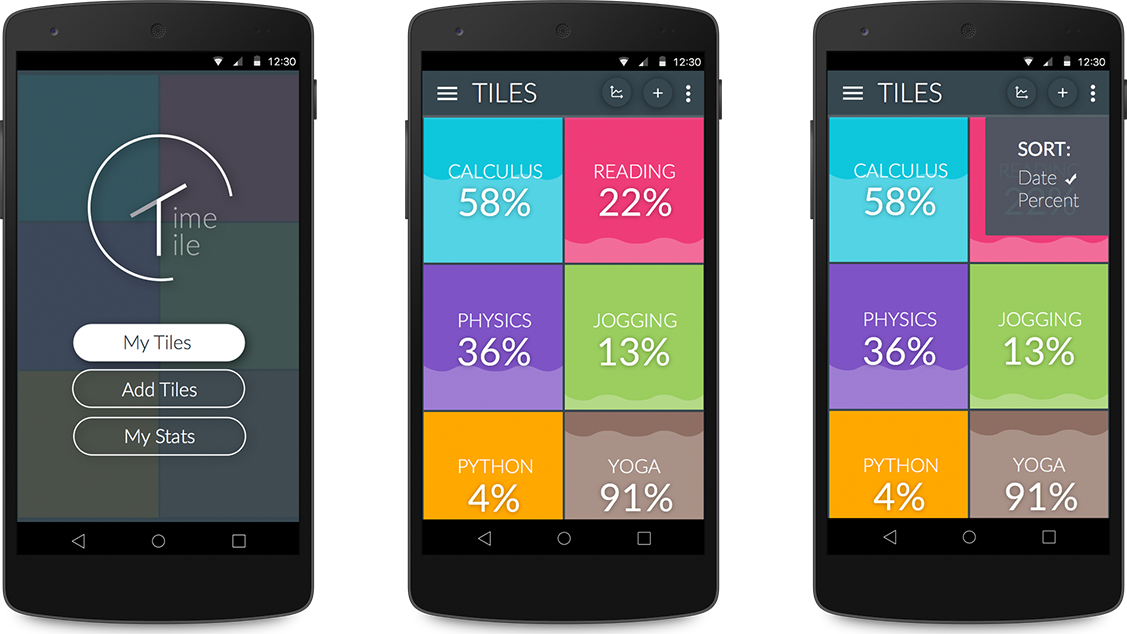 12:30
Time
Tile
My Tiles
Add Tiles
My Stats
12:30
TILES
CALCULUS
58%
READING
22%
PHYSICS
36%
JOGGING
13%
PYTHON
4%
YOGA
91%
12:30
TILES
CALCULUS
58%
SORT:
Date ✓
Percent
22%
PHYSICS
36%
JOGGING
13%
PYTHON
4%
YOGA
91%